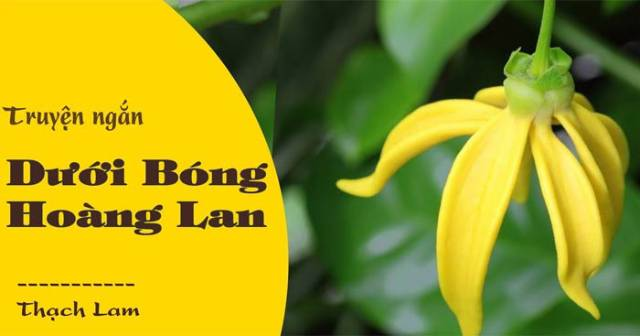 Truyện ngắn
Dưới Bóng
Hoàng Lan
-----------
Thạch Lam